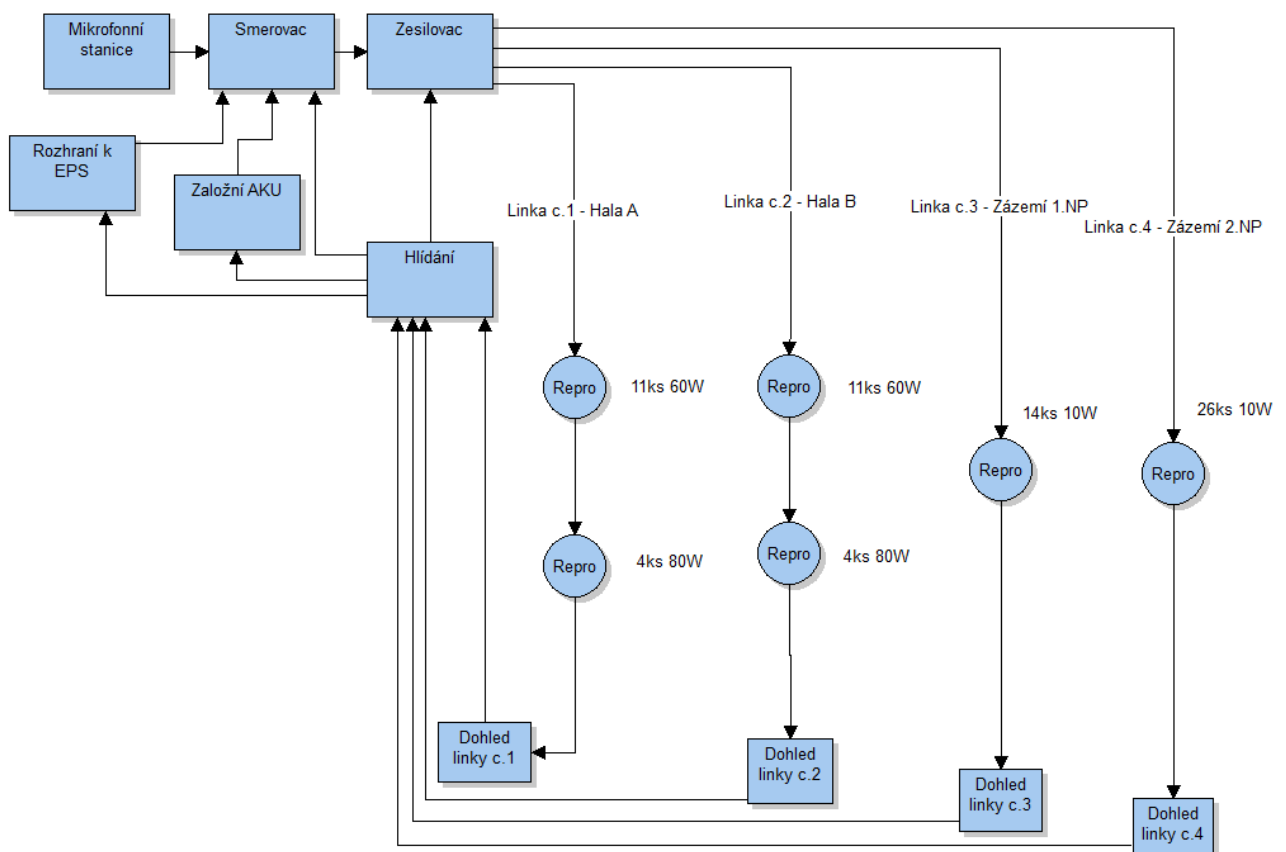 Mikrofonní
stanice
Smerovac
Zesilovac
Rozhraní k
EPS
Založní AKU
Hlídání
Linka c.1 - Hala A
Linka c.2 - Hala B
Linka c.3 - Zázemí 1.NP
Linka c.4 - Zázemí 2.NP
Repro
11ks 60W
Repro
11ks 60W
14ks 10W
26ks 10W
Repro
Repro
Repro
4ks 80W
Repro
4ks 80W
Dohled
linky c.1
Dohled
linky c.2
Dohled
linky c.3
Dohled
linky c.4